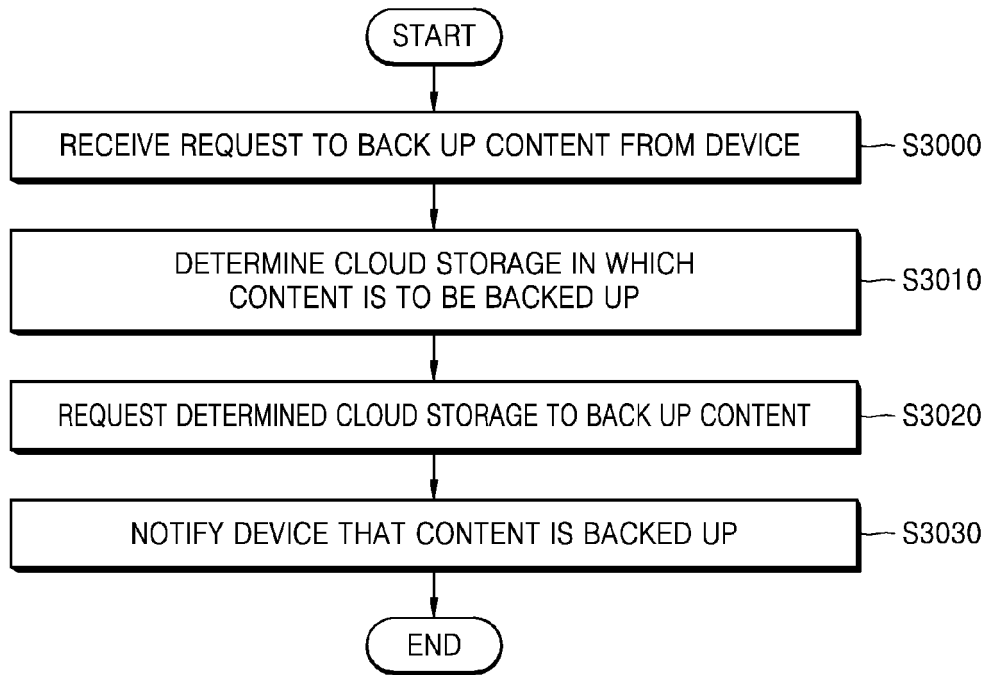 START
RECEIVE REQUEST TO BACK UP CONTENT FROM DEVICE
S3000
DETERMINE CLOUD STORAGE IN WHICH
CONTENT IS TO BE BACKED UP
S3010
REQUEST DETERMINED CLOUD STORAGE TO BACK UP CONTENT
S3020
NOTIFY DEVICE THAT CONTENT IS BACKED UP
S3030
END